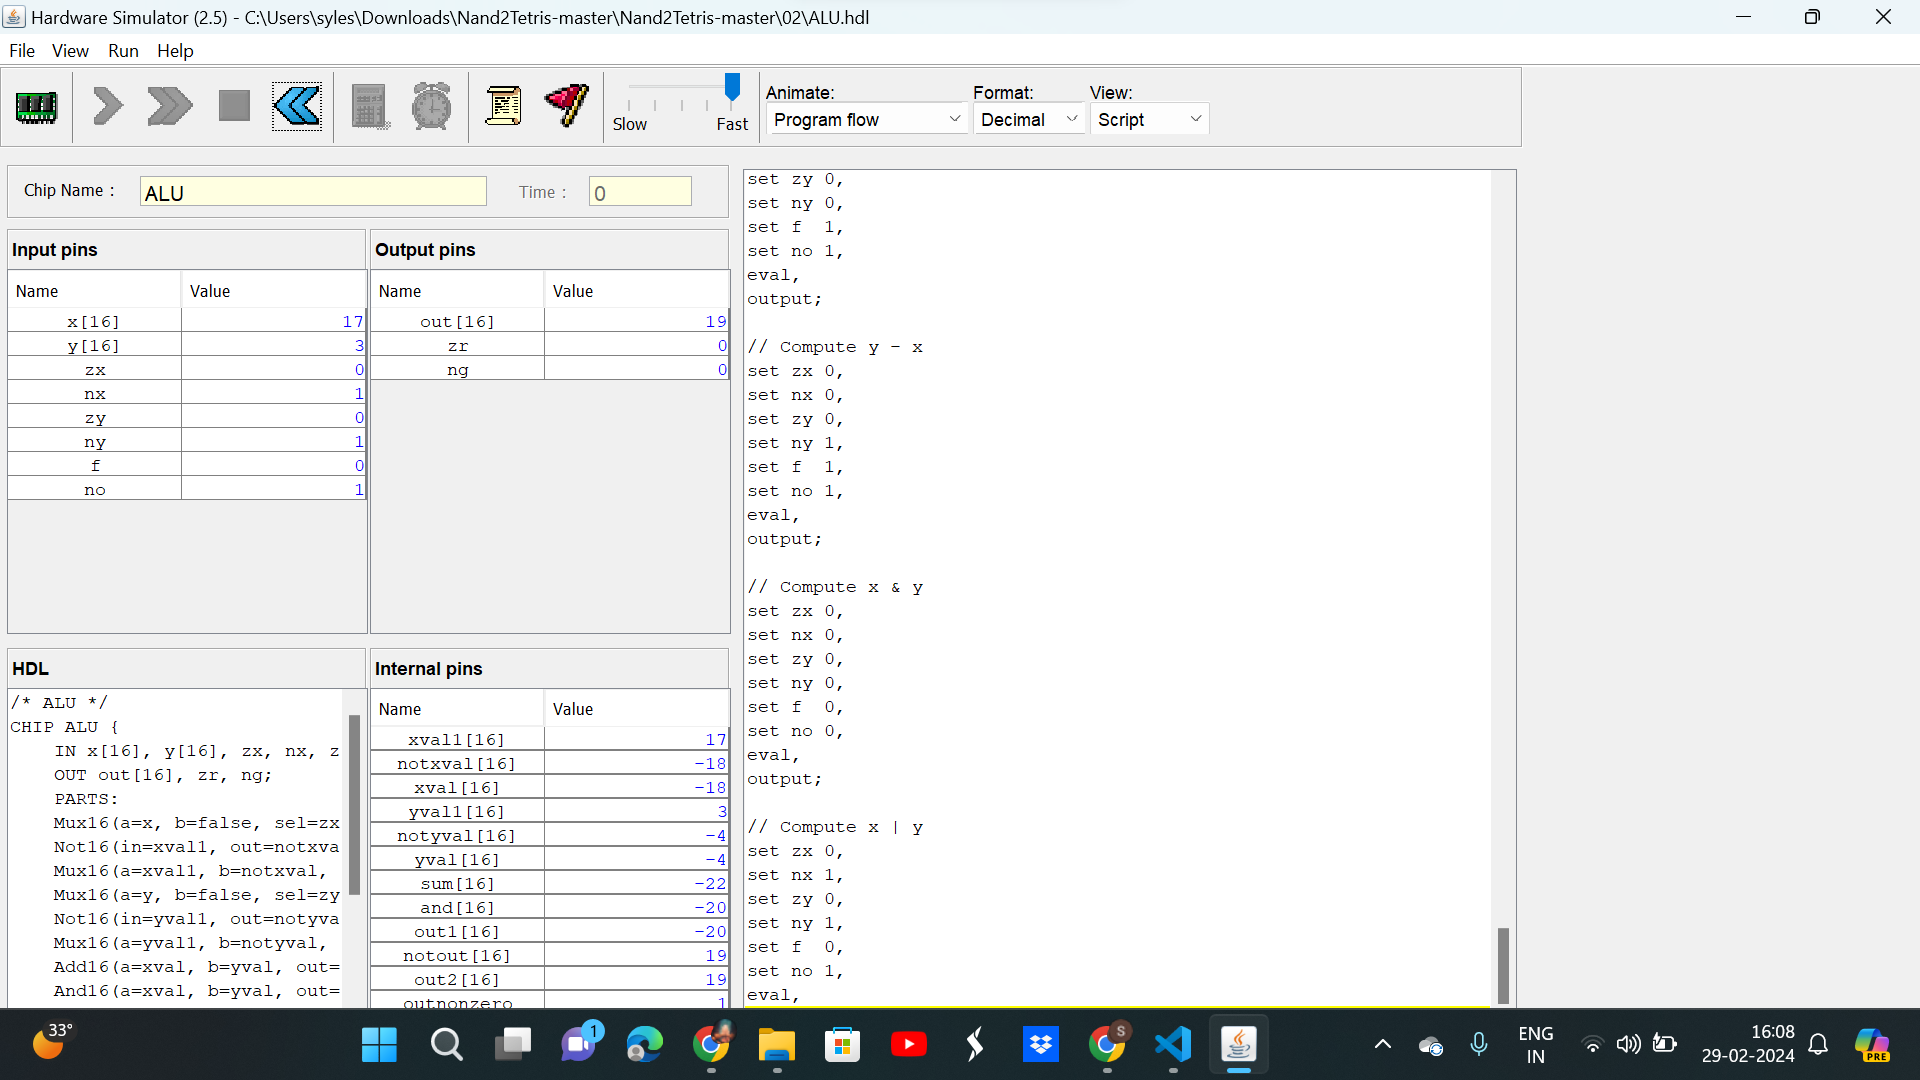 Hardware Simulator (2.5) - C:\Users\syles\Downloads\Nand2Tetris-master\Nand2Tetris-master\02\ALU.hdl
File View Run Help
Slow Fast
Animate: Format: View:
Program flow Decimal Script
Chip Name : ALU Time : 0
Input pins
Name Value
x[16] 17
y[16] 3
zx 0
nx 1
zy 0
ny 1
f 0
no 1
Output pins
Name Value
out[16] 19
zr 0
ng 0
HDL
/* ALU */
CHIP ALU {
IN x[16], y[16], zx, nx, z
OUT out[16], zr, ng;
PARTS:
Mux16(a=x, b=false, sel=zx
Not16(in=xval1, out=notxva
Mux16(a=xval1, b=notxval,
Mux16(a=y, b=false, sel=zy
Not16(in=yval1, out=notyva
Mux16(a=yval1, b=notyval,
Add16(a=xval, b=yval, out=
And16(a=xval, b=yval, out=
Internal pins
Name Value
xval1[16] 17
notxval[16] -18
xval[16] -18
yval1[16] 3
notyval[16] -4
yval[16] -4
sum[16] -22
and[16] -20
out1[16] -20
notout[16] 19
out2[16] 19
outnonzero 1
set zy 0,
set ny 0,
set f 1,
set no 1,
eval,
output;
// Compute y - x
set zx 0,
set nx 0,
set zy 0,
set ny 1,
set f 1,
set no 1,
eval,
output;
// Compute x & y
set zx 0,
set nx 0,
set zy 0,
set ny 0,
set f 0,
set no 0,
eval,
output;
// Compute x | y
set zx 0,
set nx 1,
set zy 0,
set ny 1,
set f 0,
set no 1,
eval,
33°
1
S
ENG
IN
16:08
29-02-2024
PRE